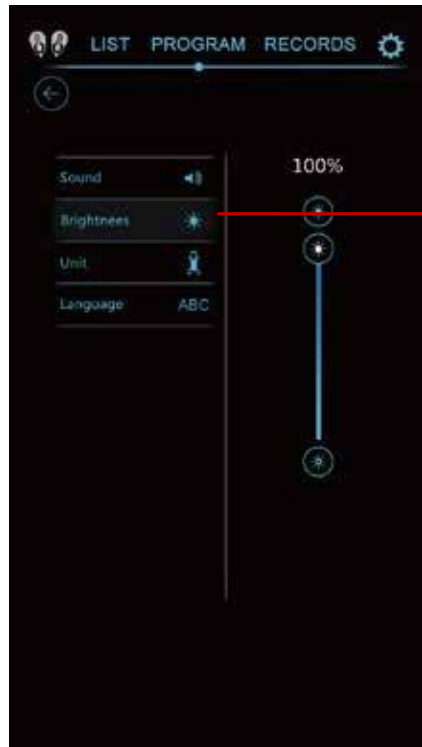 LIST PROGRAM RECORDS
100%
Sound
Brightnees
Unit
Language ABC